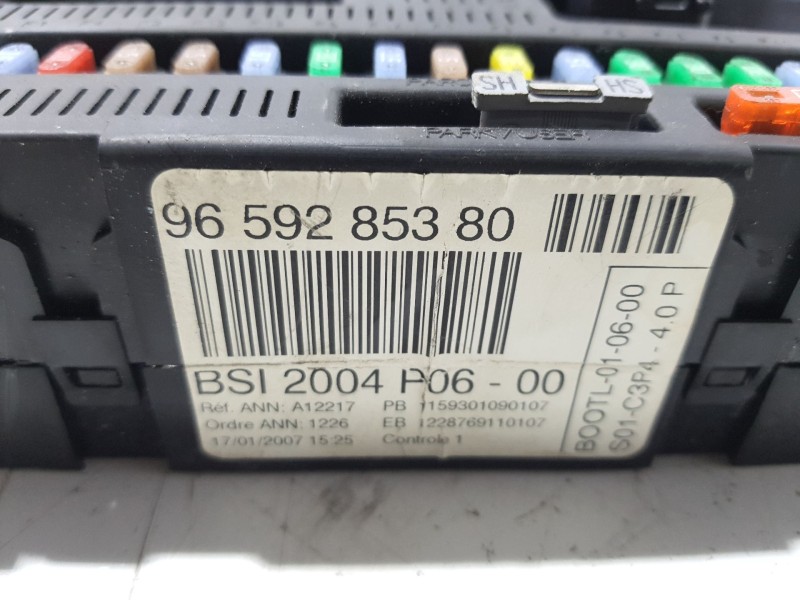 SH HS
PARK/USER
96 592 853 80
BSI 2004 P06 - 00
Réf. ANN: A12217 PB 1159301090107
Ordre ANN: 1226 EB 1228769110107
17/01/2007 15:25 Controle 1
BOOTL-01-06-00
S01-C3P4 - 4.0 P